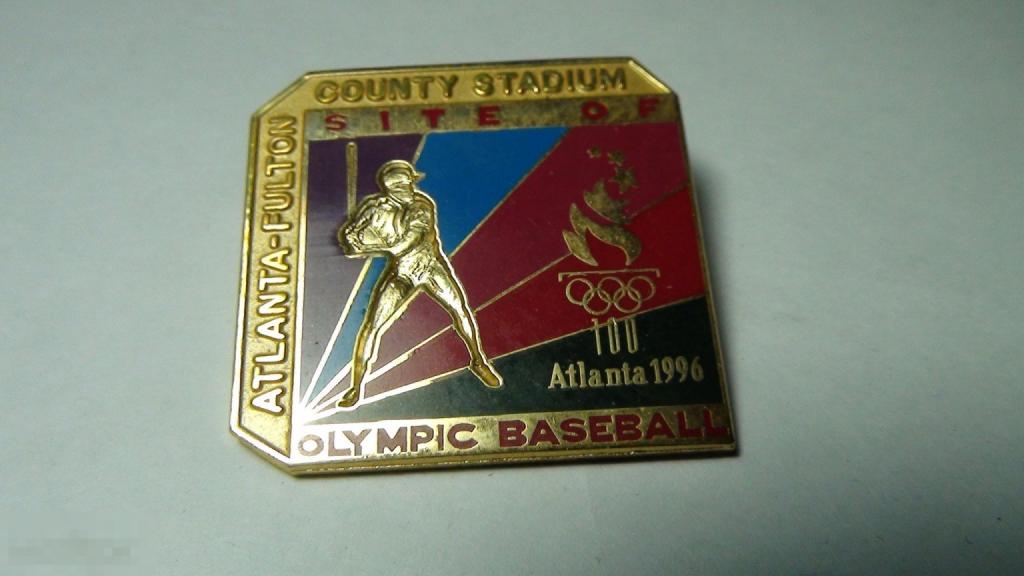 COUNTY STADIUM
ATLANTA-FULTON
SITE OF
100
Atlanta 1996
OLYMPIC BASEBALL